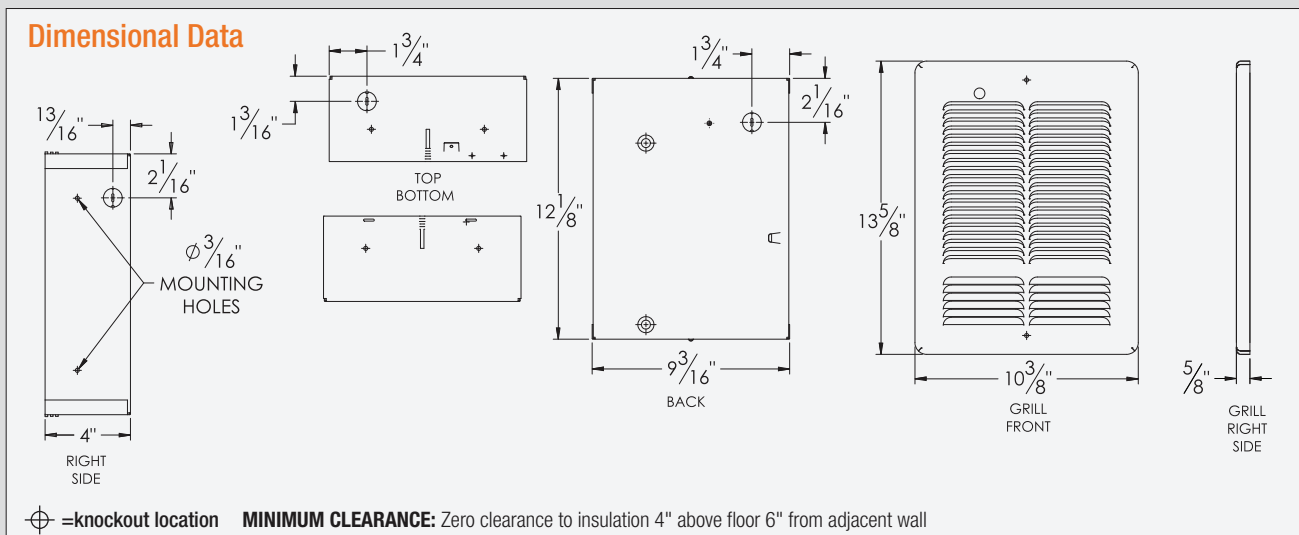 Dimensional Data
13/16"
2 1/16"
Ø 3/16"
MOUNTING
HOLES
4"
RIGHT
SIDE
1 3/4"
1 3/16"
TOP
BOTTOM
1 3/4"
2 1/16"
12 1/8"
9 3/16"
BACK
13 5/8"
10 3/8"
GRILL
FRONT
5/8"
GRILL
RIGHT
SIDE
=knockout location MINIMUM CLEARANCE: Zero clearance to insulation 4" above floor 6" from adjacent wall